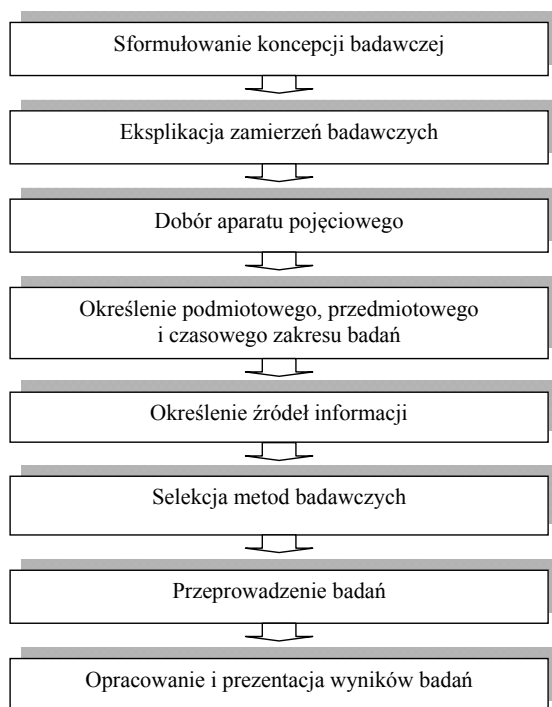 Sformułowanie koncepcji badawczej
Eksplikacja zamierzeń badawczych
Dobór aparatu pojęciowego
Określenie podmiotowego, przedmiotowego
i czasowego zakresu badań
Określenie źródeł informacji
Selekcja metod badawczych
Przeprowadzenie badań
Opracowanie i prezentacja wyników badań